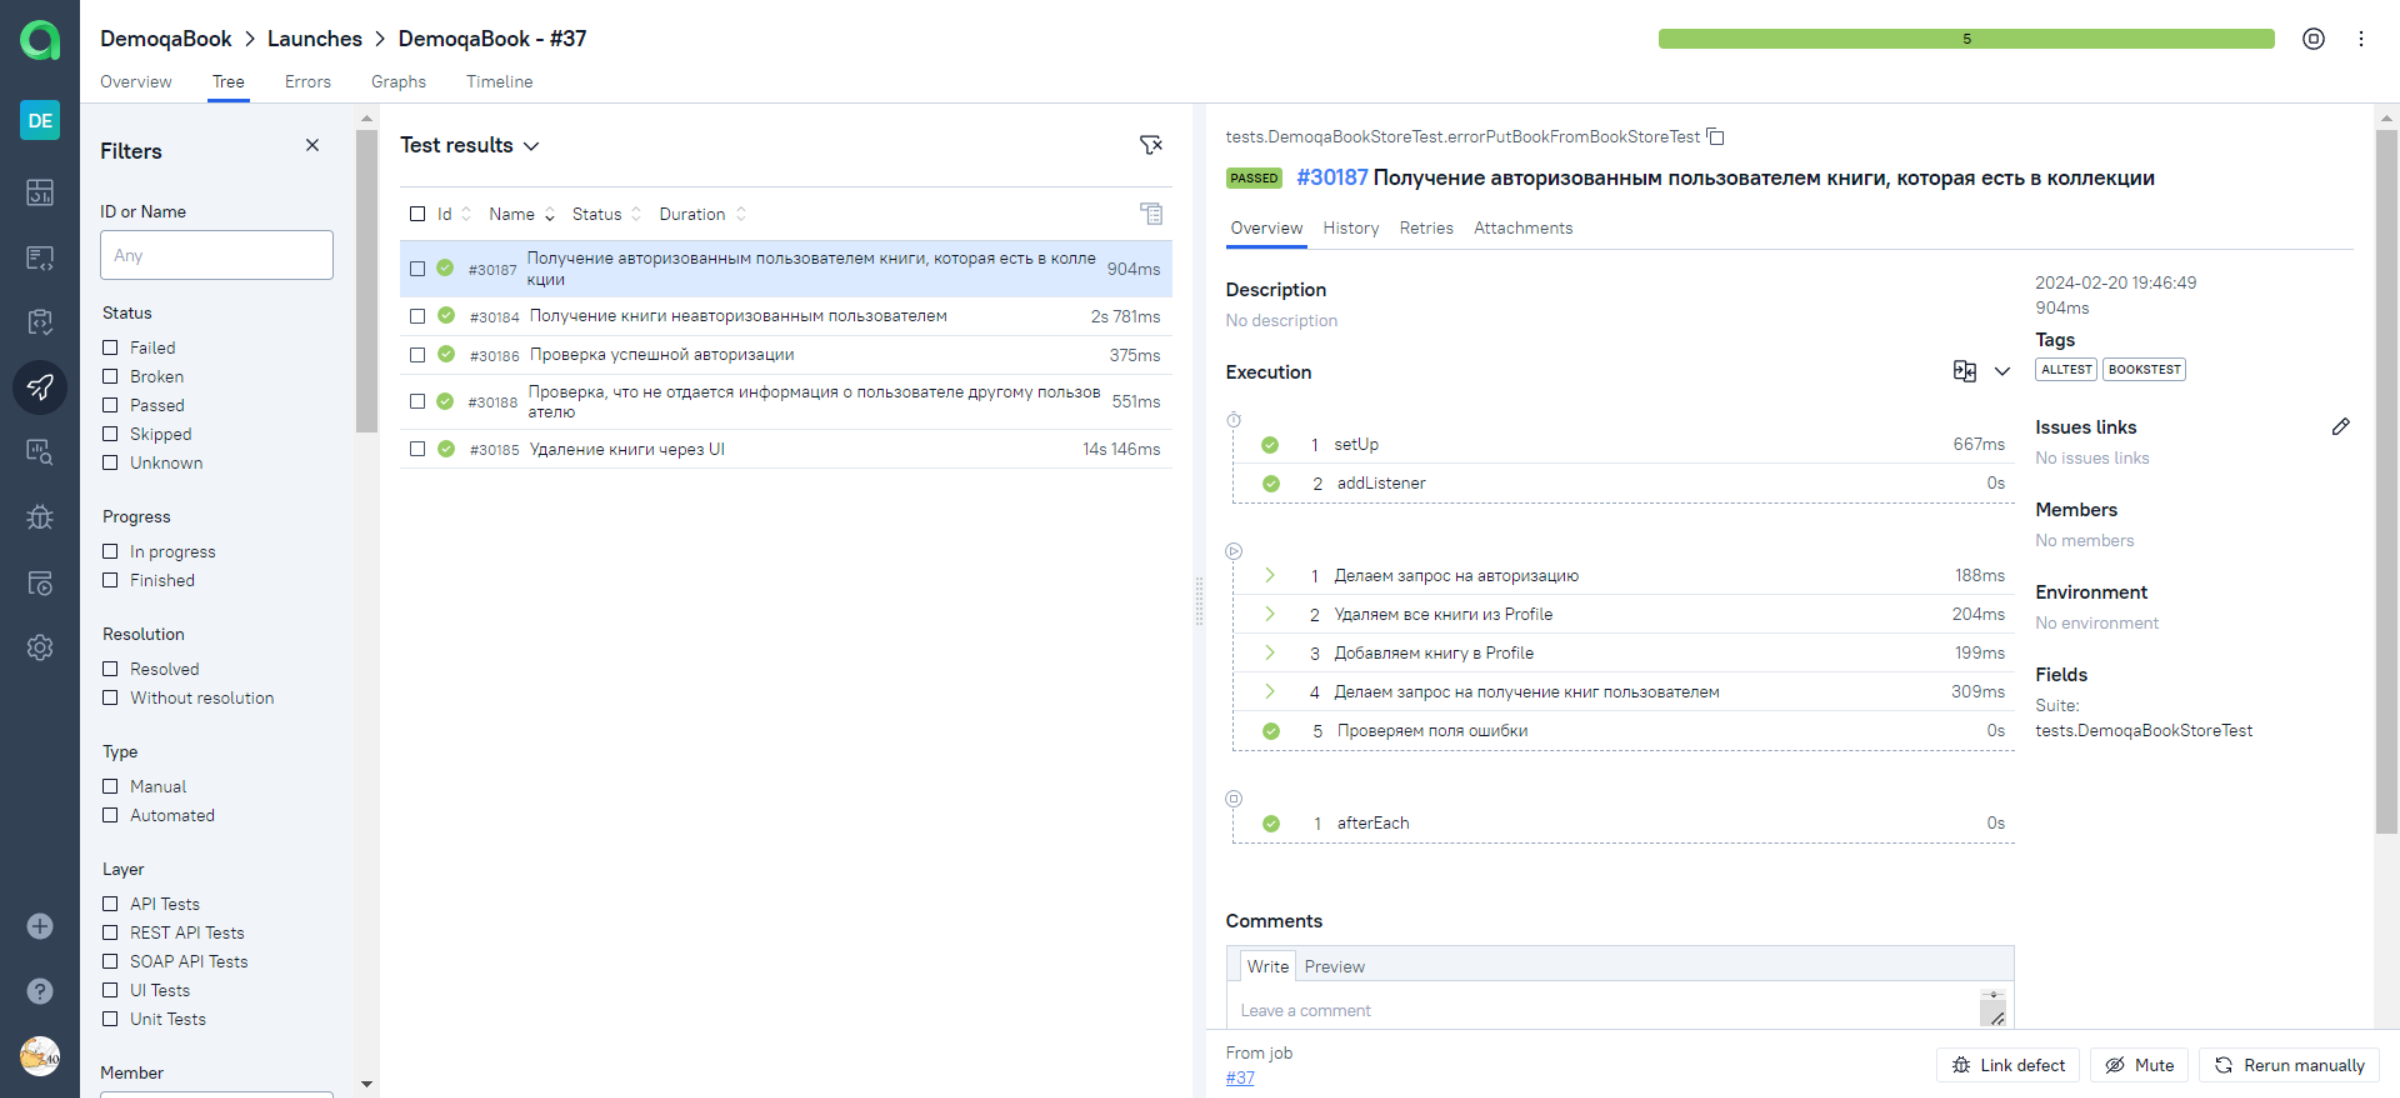 DemoqaBook > Launches > DemoqaBook - #37
5
Overview Tree Errors Graphs Timeline
DE
Filters
ID or Name
Any
Status
Failed
Broken
Passed
Skipped
Unknown
Progress
In progress
Finished
Resolution
Resolved
Without resolution
Type
Manual
Automated
Layer
API Tests
REST API Tests
SOAP API Tests
UI Tests
Unit Tests
Member
Test results
Id Name Status Duration
#30187 Получение авторизованным пользователем книги, которая есть в колле
кции 904ms
#30184 Получение книги неавторизованным пользователем 2s 781ms
#30186 Проверка успешной авторизации 375ms
#30188 Проверка, что не отдается информация о пользователе другому пользов
ателю 551ms
#30185 Удаление книги через UI 14s 146ms
tests.DemoqaBookStoreTest.errorPutBookFromBookStoreTest
PASSED #30187 Получение авторизованным пользователем книги, которая есть в коллекции
Overview History Retries Attachments
Description
No description
Execution
1 setUp 667ms
2 addListener 0s
1 Делаем запрос на авторизацию 188ms
2 Удаляем все книги из Profile 204ms
3 Добавляем книгу в Profile 199ms
4 Делаем запрос на получение книг пользователем 309ms
5 Проверяем поля ошибки 0s
1 afterEach 0s
2024-02-20 19:46:49
904ms
Tags
ALLTEST BOOKSTEST
Issues links
No issues links
Members
No members
Environment
No environment
Fields
Suite:
tests.DemoqaBookStoreTest
Comments
Write Preview
Leave a comment
From job
#37
Link defect Mute Rerun manually